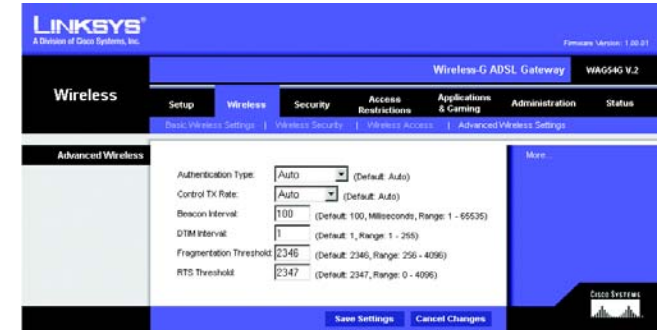 LINKSYS®
A Division of Cisco Systems, Inc.
Firmware Version: 1.00.01
Wireless-G ADSL Gateway WAG54G V.2
Wireless
Setup Wireless Security Access Restrictions Applications & Gaming Administration Status
Basic Wireless Settings | Wireless Security | Wireless Access | Advanced Wireless Settings
Advanced Wireless
More...
Authentication Type: Auto (Default: Auto)
Control TX Rate: Auto (Default: Auto)
Beacon Interval: 100 (Default: 100, Milliseconds, Range: 1 - 65535)
DTIM Interval: 1 (Default: 1, Range: 1 - 255)
Fragmentation Threshold: 2346 (Default: 2346, Range: 256 - 4096)
RTS Threshold: 2347 (Default: 2347, Range: 0 - 4096)
Save Settings Cancel Changes
CISCO SYSTEMS